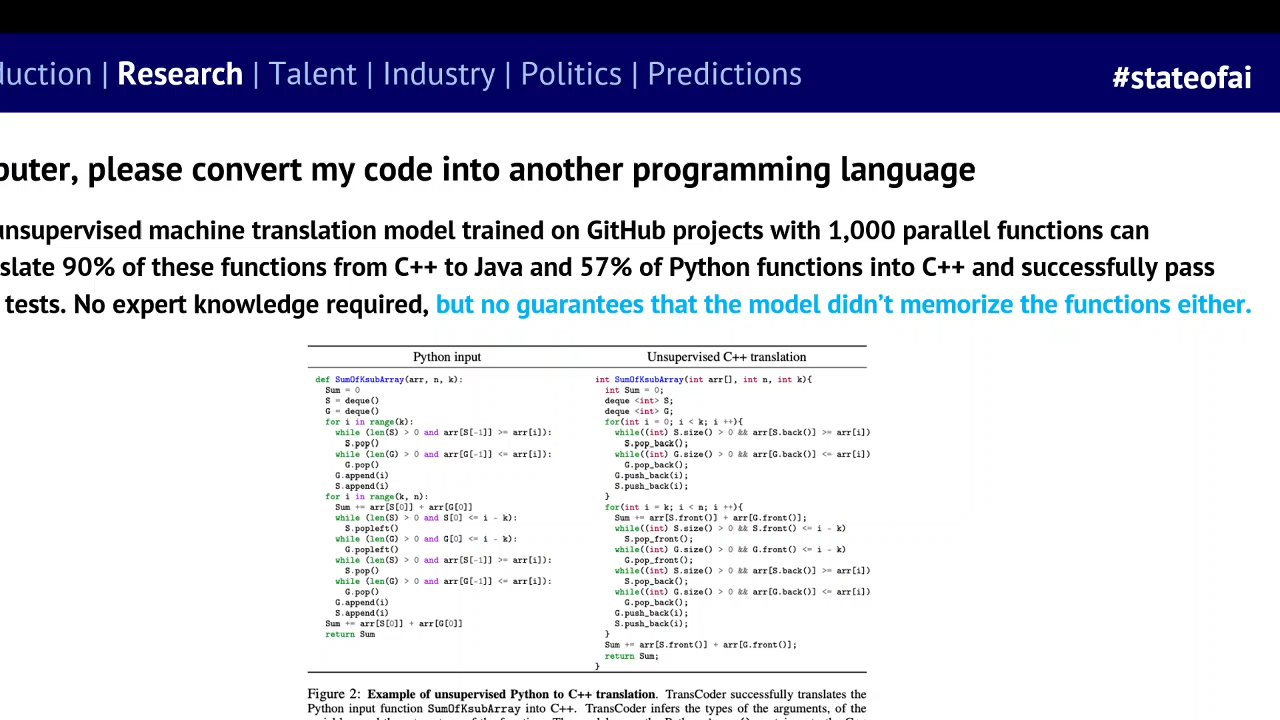 duction | Research | Talent | Industry | Politics | Predictions
#stateofai
puter, please convert my code into another programming language
unsupervised machine translation model trained on GitHub projects with 1,000 parallel functions can
slate 90% of these functions from C++ to Java and 57% of Python functions into C++ and successfully pass
tests. No expert knowledge required, but no guarantees that the model didn't memorize the functions either.
Python input
def SumOfKsubArray(arr, n, k):
Sum = 0
S = deque()
G = deque()
for i in range(k):
while (len(S) > 0 and arr[S[-1]] >= arr[i]):
S.pop()
while (len(G) > 0 and arr[G[-1]] <= arr[i]):
G.pop()
G.append(i)
S.append(i)
for i in range(k, n):
Sum += arr[S[0]] + arr[G[0]]
while (len(S) > 0 and S[0] <= i - k):
S.popleft()
while (len(G) > 0 and G[0] <= i - k):
G.popleft()
while (len(S) > 0 and arr[S[-1]] >= arr[i]):
S.pop()
while (len(G) > 0 and arr[G[-1]] <= arr[i]):
G.pop()
G.append(i)
S.append(i)
Sum += arr[S[0]] + arr[G[0]]
return Sum
Unsupervised C++ translation
int SumOfKsubArray(int arr[], int n, int k){
int Sum = 0;
deque <int> S;
deque <int> G;
for(int i = 0; i < k; i ++){
while((int) S.size() > 0 && arr[S.back()] >= arr[i])
S.pop_back();
while((int) G.size() > 0 && arr[G.back()] <= arr[i])
G.pop_back();
G.push_back(i);
S.push_back(i);
}
for(int i = k; i < n; i ++){
Sum += arr[S.front()] + arr[G.front()];
while((int) S.size() > 0 && S.front() <= i - k)
S.pop_front();
while((int) G.size() > 0 && G.front() <= i - k)
G.pop_front();
while((int) S.size() > 0 && arr[S.back()] >= arr[i])
S.pop_back();
while((int) G.size() > 0 && arr[G.back()] <= arr[i])
G.pop_back();
G.push_back(i);
S.push_back(i);
}
Sum += arr[S.front()] + arr[G.front()];
return Sum;
}
Figure 2: Example of unsupervised Python to C++ translation. TransCoder successfully translates the
Python input function SumOfKsubArray into C++. TransCoder infers the types of the arguments, of the